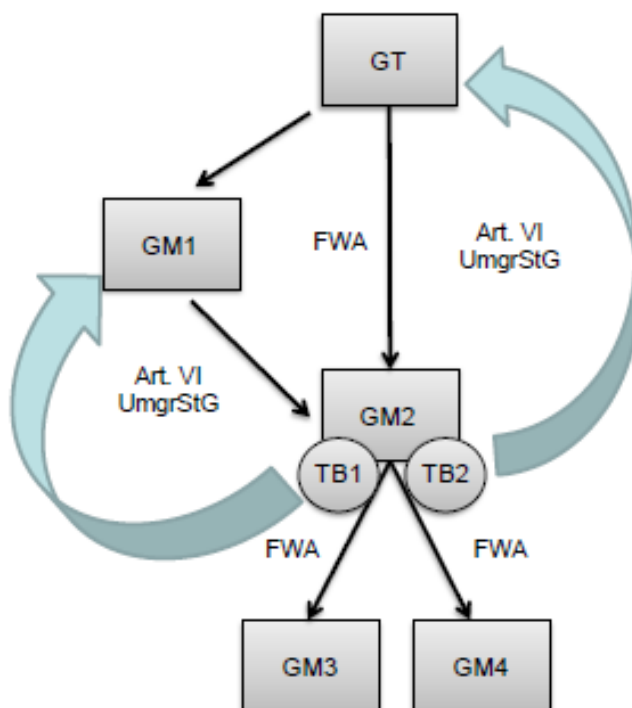 GT
GM1
FWA
Art. VI
UmgrStG
Art. VI
UmgrStG
GM2
TB1
TB2
FWA
FWA
GM3
GM4